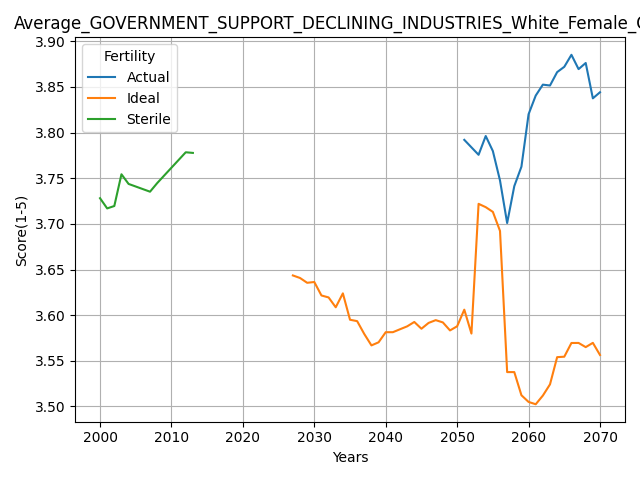 Average_GOVERNMENT_SUPPORT_DECLINING_INDUSTRIES_White_Female_
Fertility
Actual
Ideal
Sterile
Score(1-5)
3.90
3.85
3.80
3.75
3.70
3.65
3.60
3.55
3.50
2000 2010 2020 2030 2040 2050 2060 2070
Years